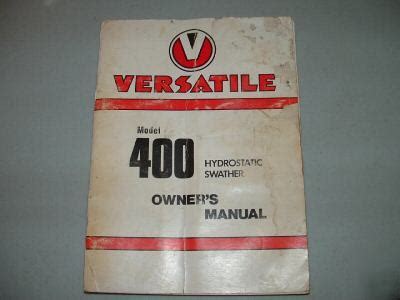 V
VERSATILE
Model
400 HYDROSTATIC
SWATHER
OWNER'S
MANUAL